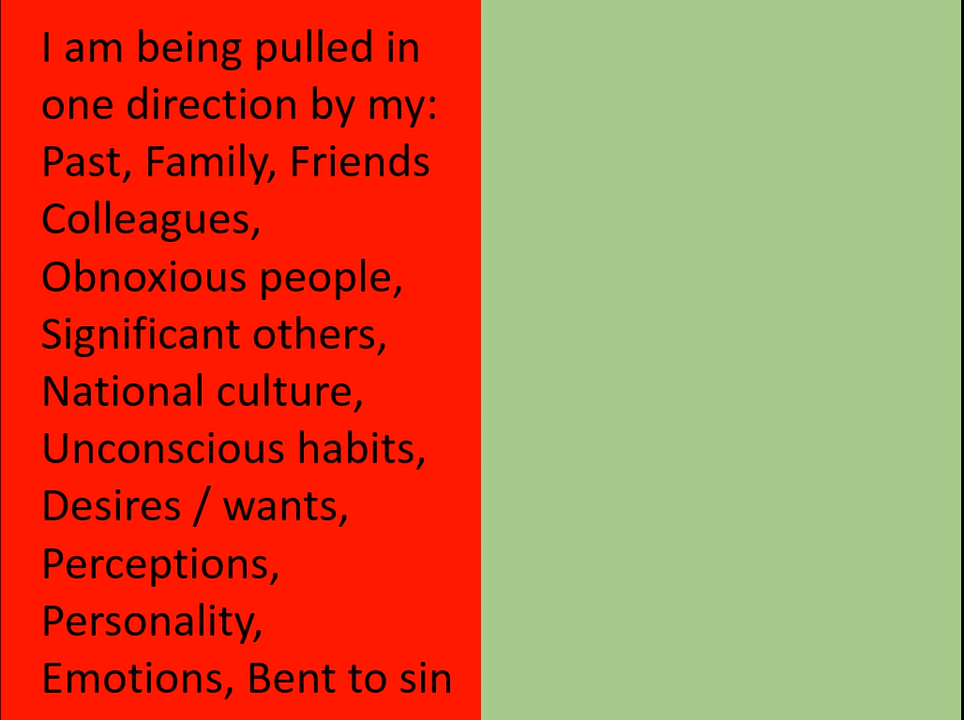 I am being pulled in
one direction by my:
Past, Family, Friends
Colleagues,
Obnoxious people,
Significant others,
National culture,
Unconscious habits,
Desires / wants,
Perceptions,
Personality,
Emotions, Bent to sin